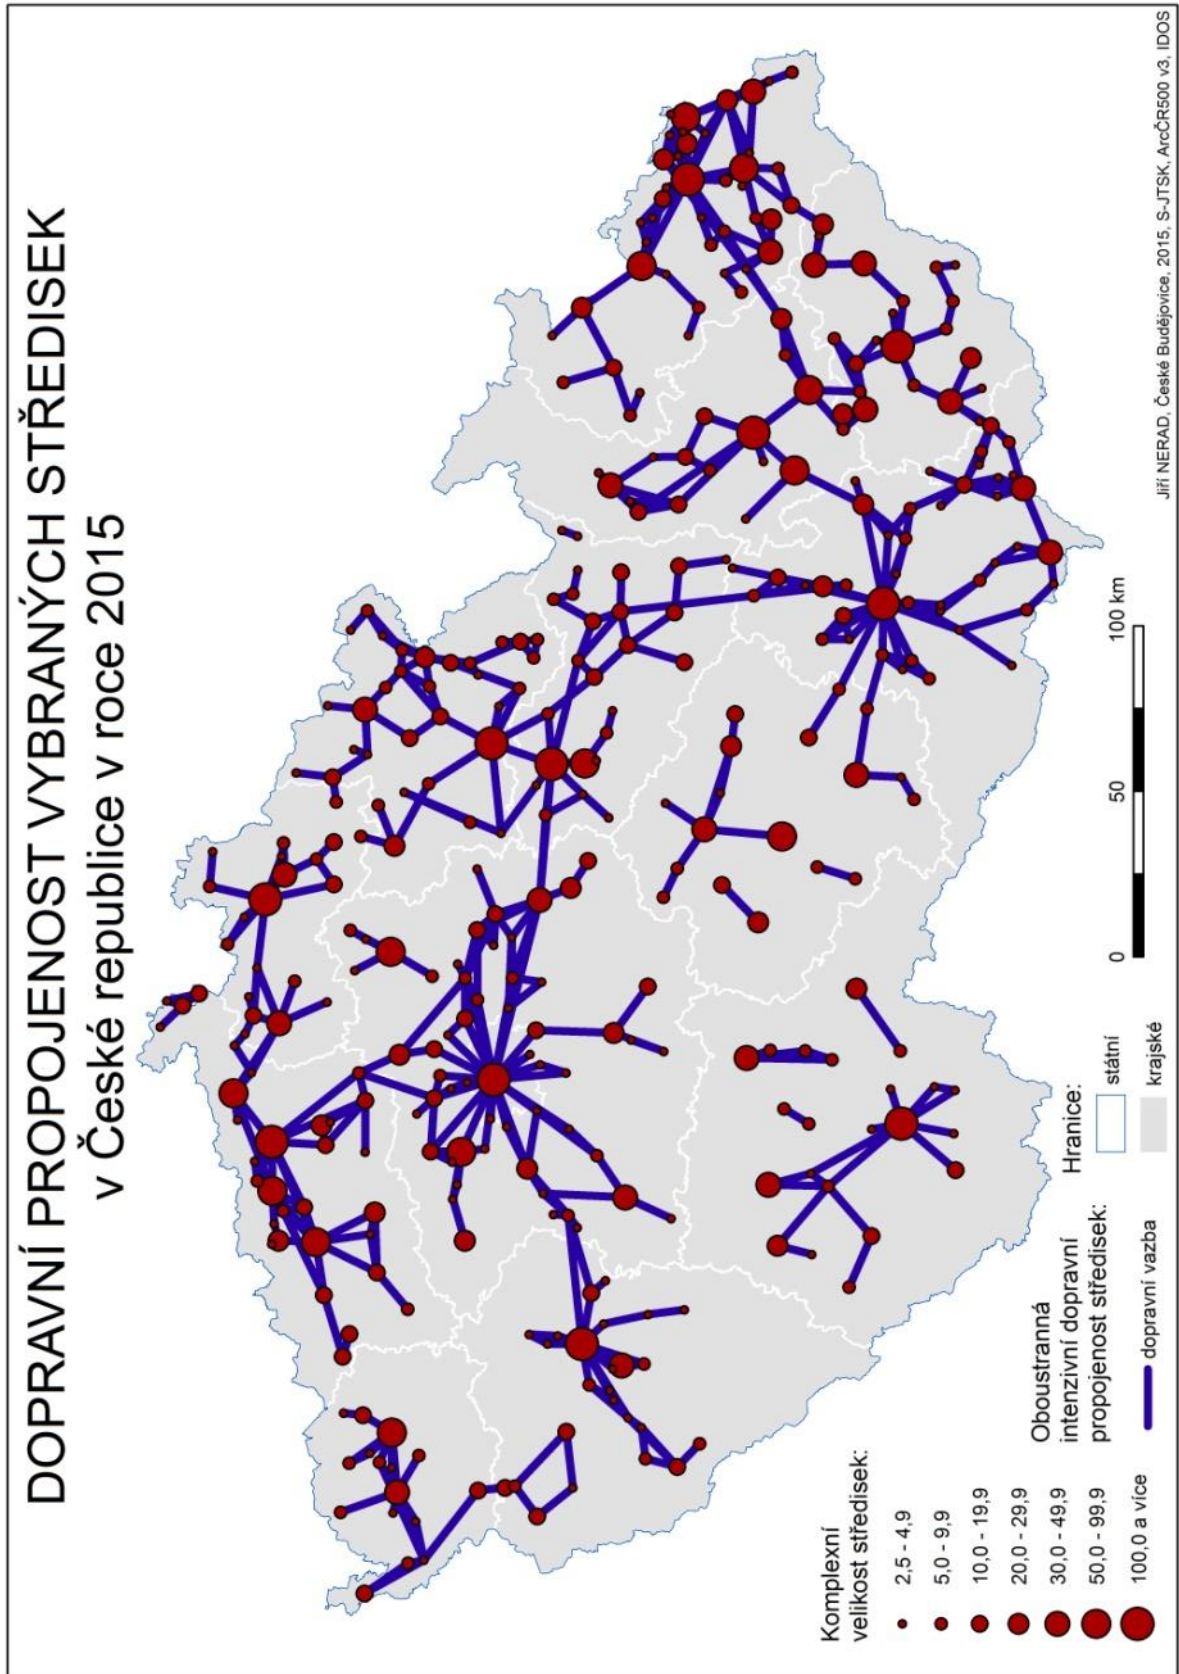 DOPRAVNÍ PROPOJENOST VYBRANÝCH STŘEDISEK
v České republice v roce 2015
Komplexní
velikost středisek:
2,5 - 4,9
5,0 - 9,9
10,0 - 19,9
20,0 - 29,9
30,0 - 49,9
50,0 - 99,9
100,0 a více
Oboustranná
intenzivní dopravní
propojenost středisek:
dopravní vazba
Hranice:
státní
krajské
0
50
100 km
Jiří NERAD, České Budějovice, 2015, S-JTSK, ArcČR500 v3, IDOS